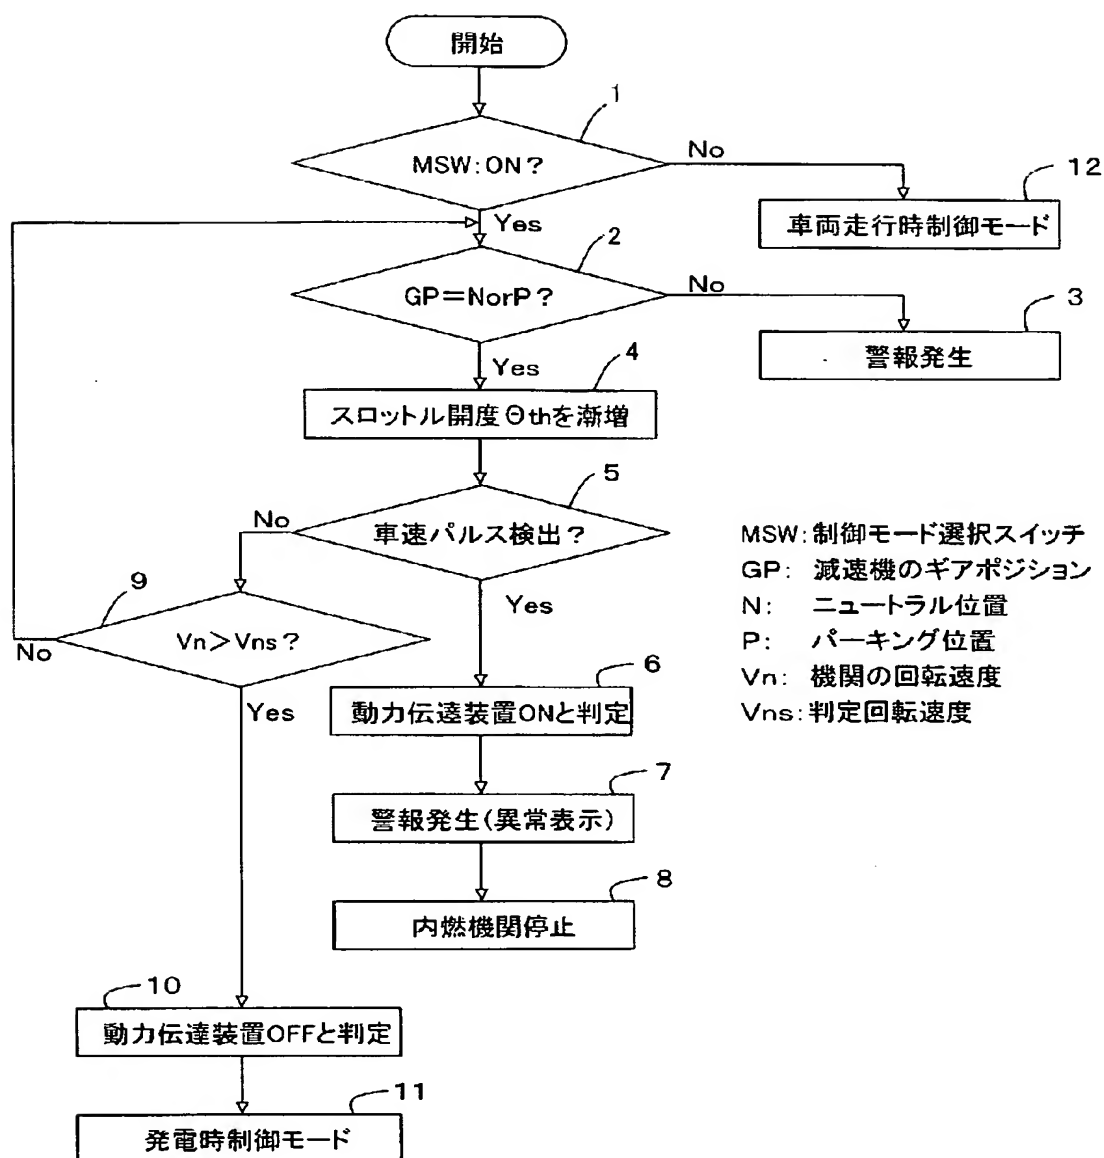 開始
1
MSW:ON?
No
12
車両走行時制御モード
Yes
2
GP=NorP?
No
3
警報発生
Yes
4
スロットル開度Θthを漸増
5
車速パルス検出?
No
Yes
9
Vn>Vns?
No
Yes
6
動力伝達装置ONと判定
7
警報発生(異常表示)
8
内燃機関停止
10
動力伝達装置OFFと判定
11
発電時制御モード
MSW:制御モード選択スイッチ
GP: 減速機のギアポジション
N: ニュートラル位置
P: パーキング位置
Vn: 機関の回転速度
Vns:判定回転速度